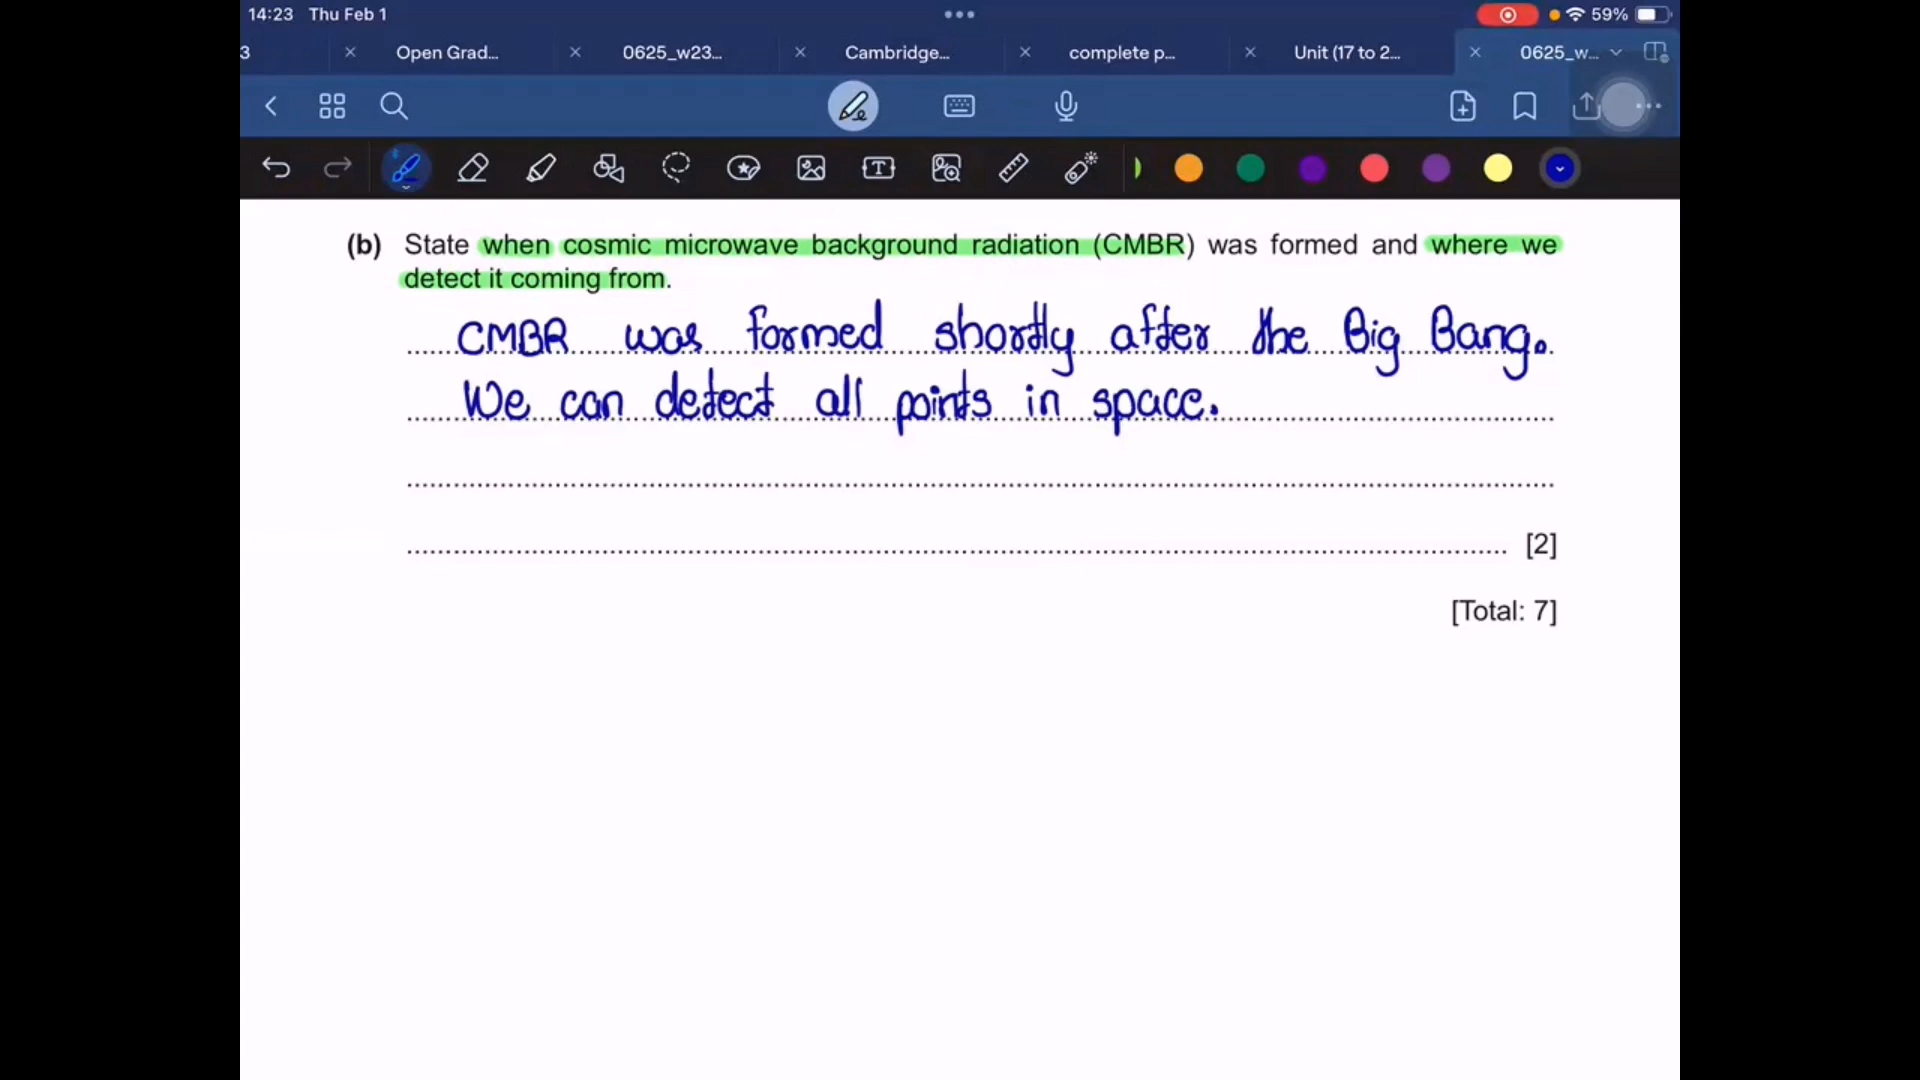 14:23 Thu Feb 1 59%
3 Open Grad... 0625_w23... Cambridge... complete p... Unit (17 to 2... 0625_w...
(b) State when cosmic microwave background radiation (CMBR) was formed and where we
detect it coming from.
CMBR was formed shortly after the Big Bang.
We can detect all points in space.
[2]
[Total: 7]